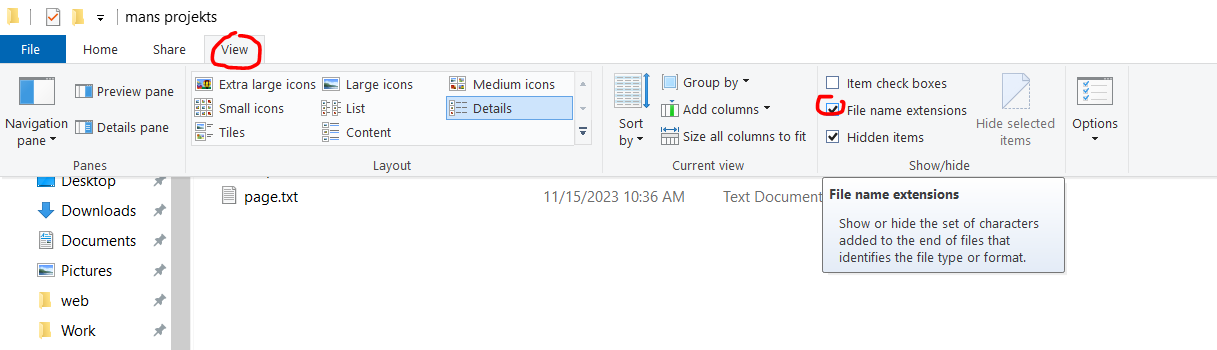 mans projekts
File Home Share View
Navigation pane
Preview pane
Details pane
Panes
Extra large icons Large icons Medium icons
Small icons List Details
Tiles Content
Layout
Sort by
Group by
Add columns
Size all columns to fit
Current view
Item check boxes
File name extensions
Hidden items
Hide selected items
Show/hide
Options
Desktop
Downloads
Documents
Pictures
web
Work
page.txt 11/15/2023 10:36 AM Text Document
File name extensions
Show or hide the set of characters
added to the end of files that
identifies the file type or format.